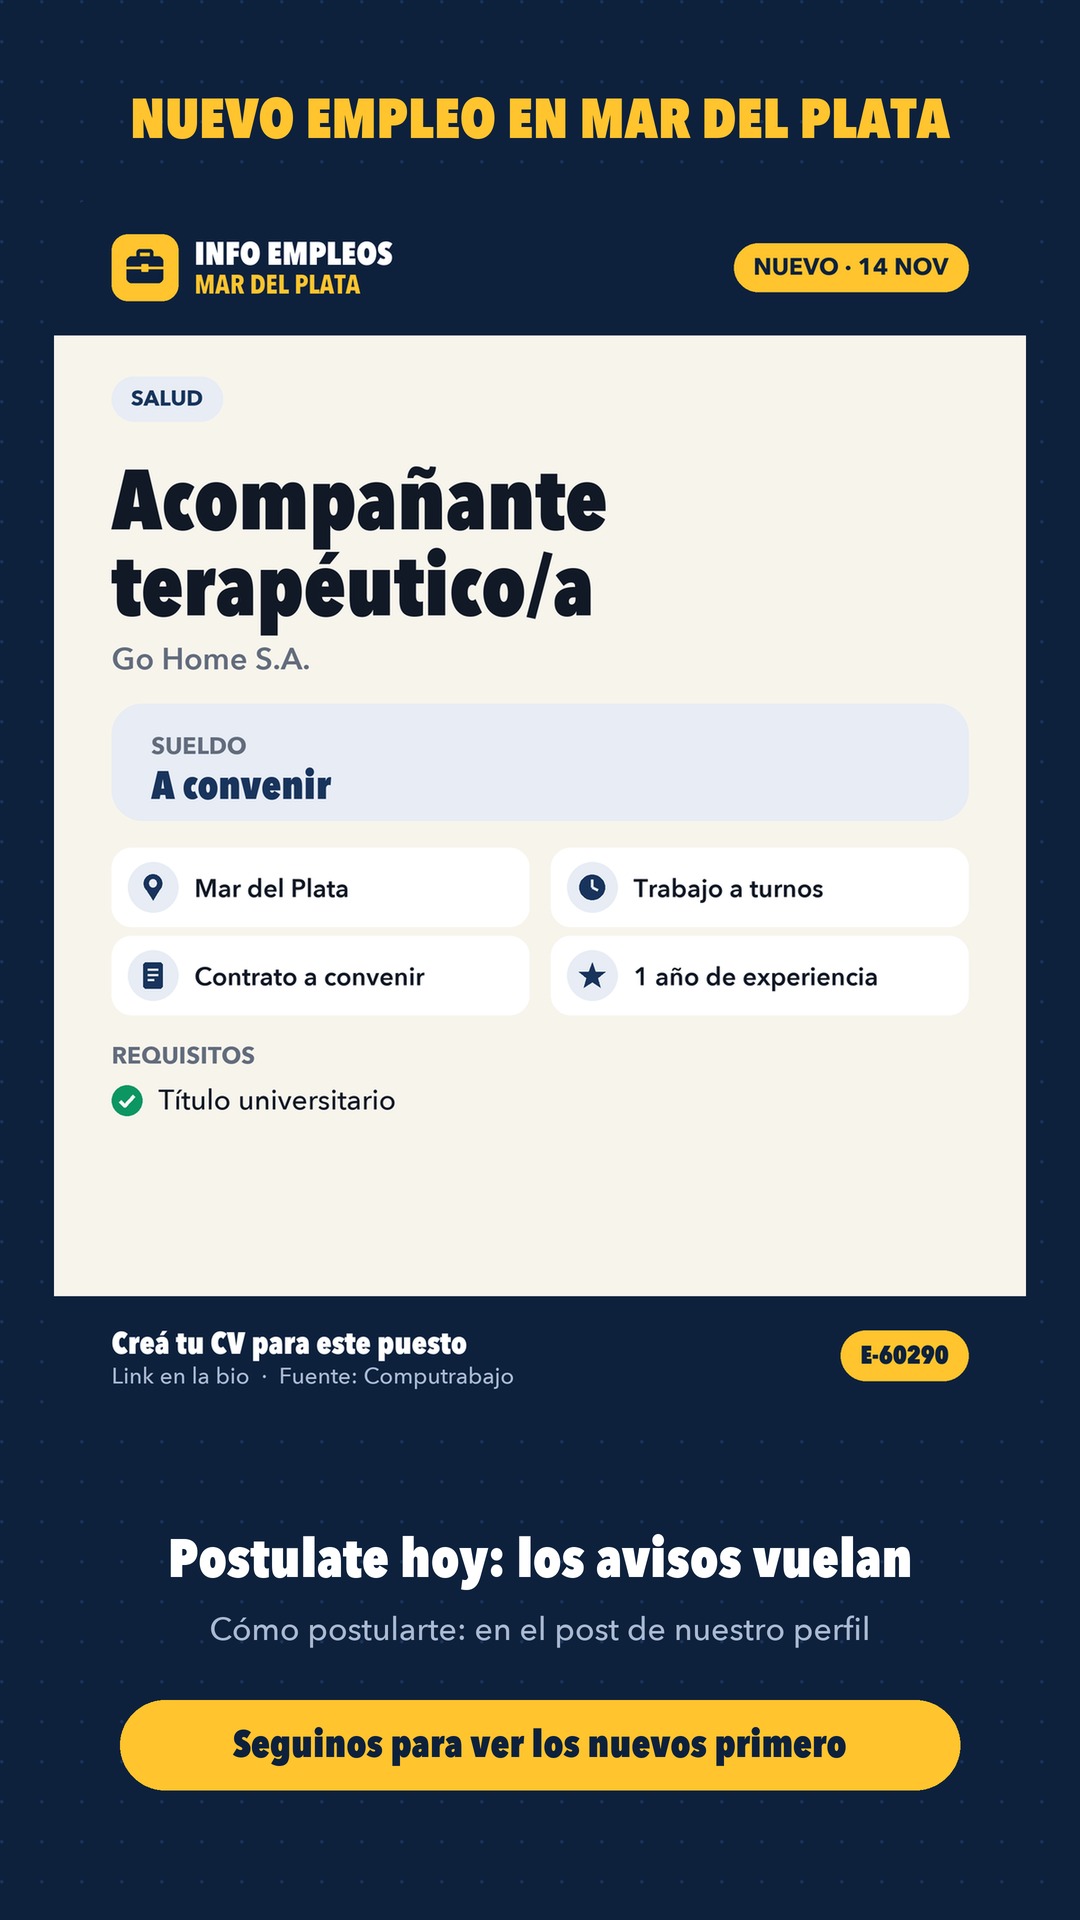 NUEVO EMPLEO EN MAR DEL PLATA
INFO EMPLEOS
MAR DEL PLATA
NUEVO · 14 NOV
SALUD
Acompañante
terapéutico/a
Go Home S.A.
SUELDO
A convenir
Mar del Plata
Trabajo a turnos
Contrato a convenir
1 año de experiencia
REQUISITOS
Título universitario
Creá tu CV para este puesto
Link en la bio · Fuente: Computrabajo
E-60290
Postulate hoy: los avisos vuelan
Cómo postularte: en el post de nuestro perfil
Seguinos para ver los nuevos primero